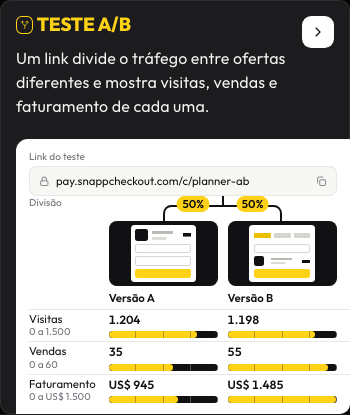 TESTE A/B
Um link divide o tráfego entre ofertas
diferentes e mostra visitas, vendas e
faturamento de cada uma.
Link do teste
pay.snappcheckout.com/c/planner-ab
Divisão
50% 50%
Versão A Versão B
Visitas 1.204 1.198
0 a 1.500
Vendas 35 55
0 a 60
Faturamento US$ 945 US$ 1.485
0 a US$ 1.500